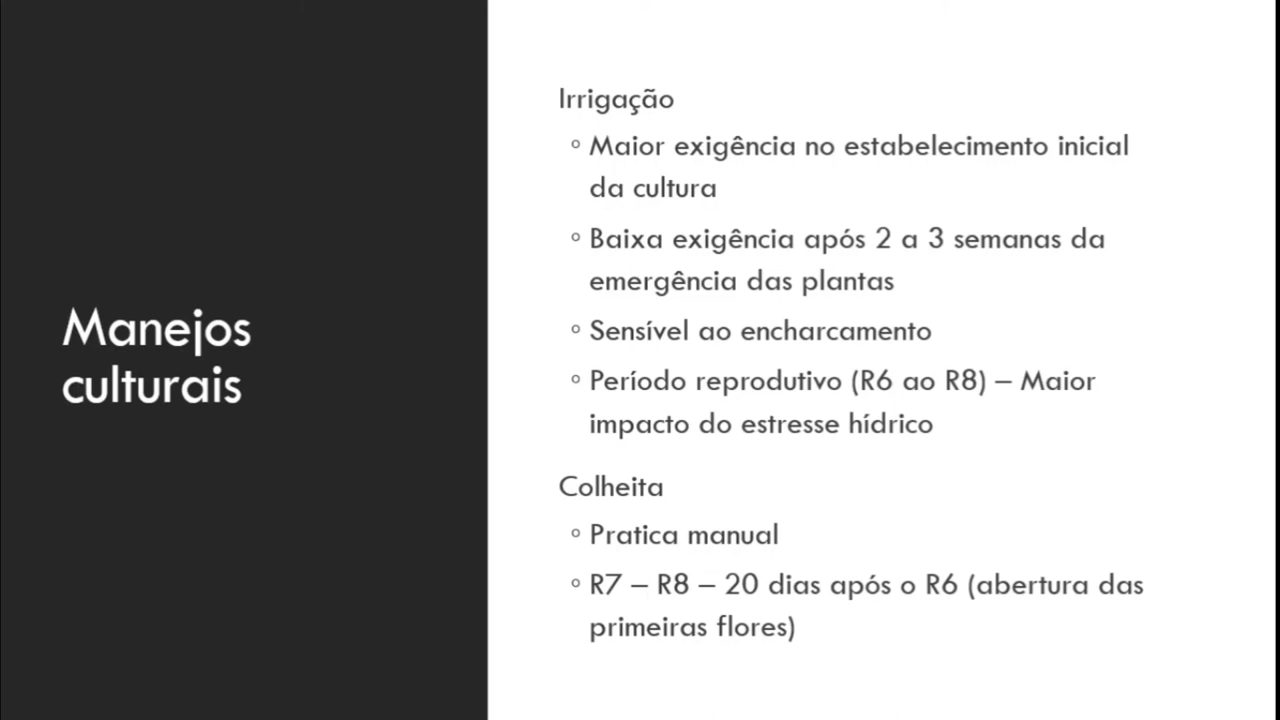 Manejos
culturais
Irrigação
◦ Maior exigência no estabelecimento inicial
da cultura
◦ Baixa exigência após 2 a 3 semanas da
emergência das plantas
◦ Sensível ao encharcamento
◦ Período reprodutivo (R6 ao R8) – Maior
impacto do estresse hídrico
Colheita
◦ Pratica manual
◦ R7 – R8 – 20 dias após o R6 (abertura das
primeiras flores)